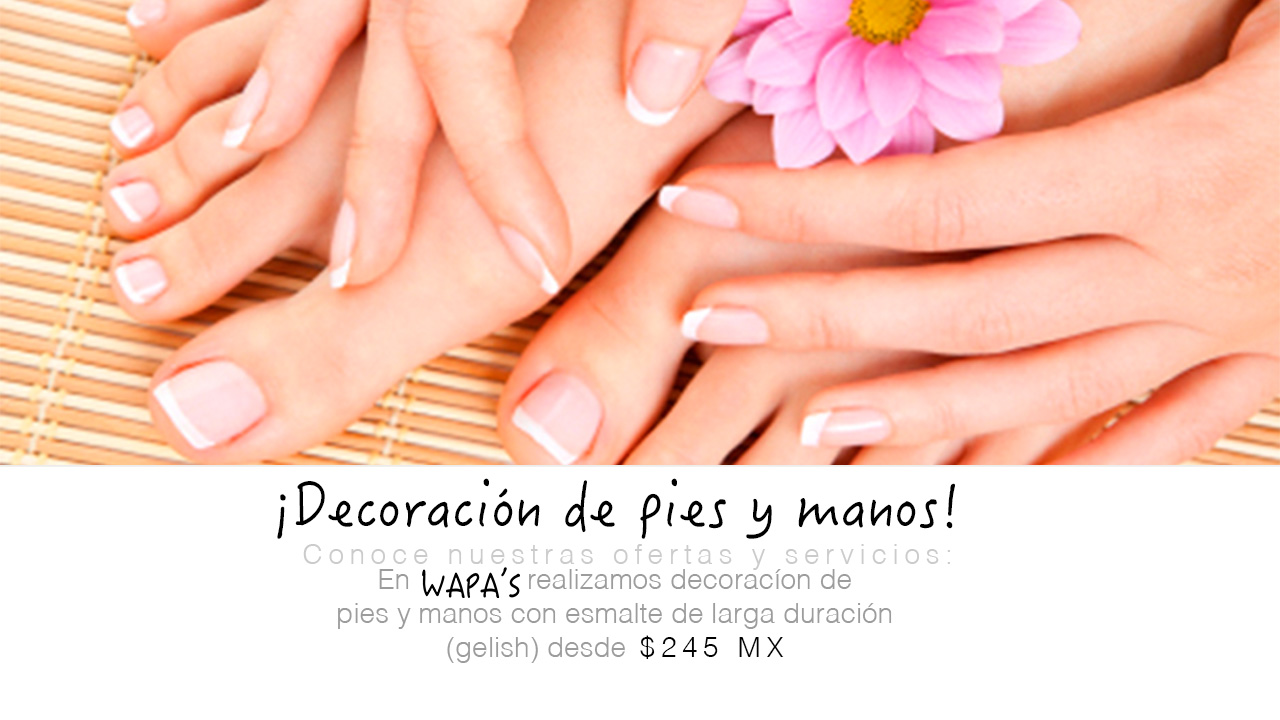 ¡Decoración de pies y manos!
Conoce nuestras ofertas y servicios:
En WAPA's realizamos decoracíon de
pies y manos con esmalte de larga duración
(gelish) desde $245 MX